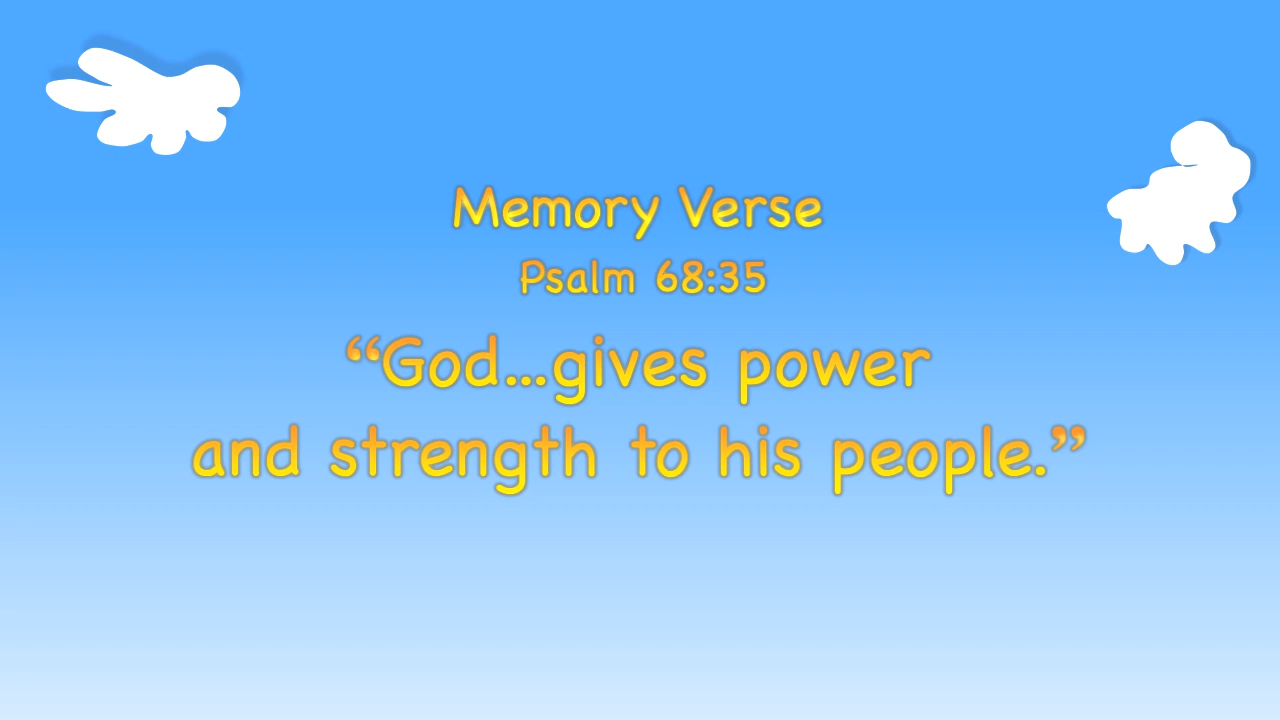 Memory Verse
Psalm 68:35
“God...gives power
and strength to his people.”